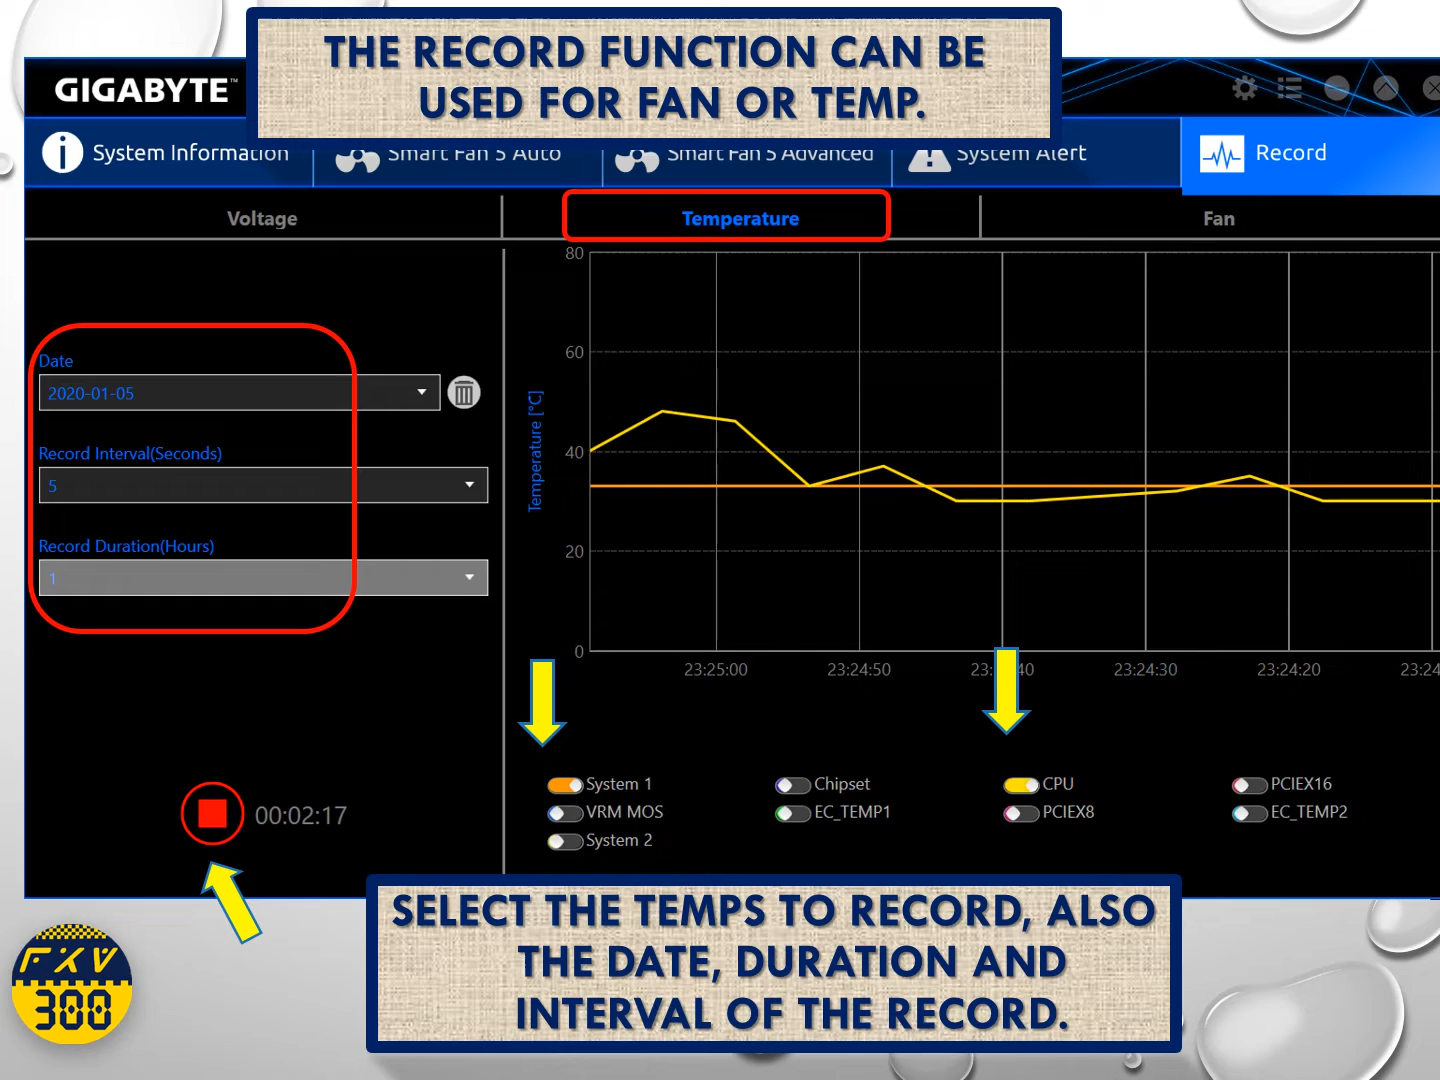 THE RECORD FUNCTION CAN BE
USED FOR FAN OR TEMP.
GIGABYTE™
System Information
Smart Fan 5 Auto
Smart Fan 5 Advanced
System Alert
Record
Voltage
Temperature
Fan
Date
2020-01-05
Record Interval(Seconds)
5
Record Duration(Hours)
1
00:02:17
Temperature [°C]
80
60
40
20
0
23:25:00
23:24:50
23:24:30
23:24:20
System 1
Chipset
CPU
PCIEX16
VRM MOS
EC_TEMP1
PCIEX8
EC_TEMP2
System 2
SELECT THE TEMPS TO RECORD, ALSO
THE DATE, DURATION AND
INTERVAL OF THE RECORD.
FXV
300